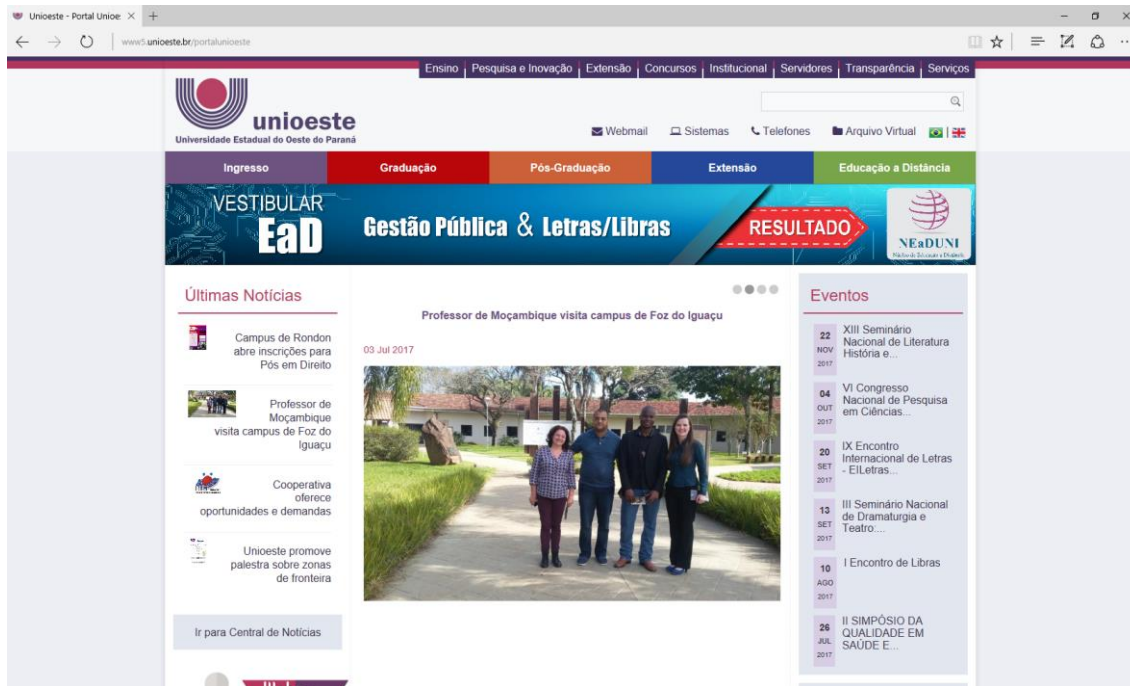 Unioeste - Portal Unioe:
www5.unioeste.br/portalunioeste
Ensino
Pesquisa e Inovação
Extensão
Concursos
Institucional
Servidores
Transparência
Serviços
unioeste
Universidade Estadual do Oeste do Paraná
Webmail
Sistemas
Telefones
Arquivo Virtual
Ingresso
Graduação
Pós-Graduação
Extensão
Educação a Distância
VESTIBULAR
EaD
Gestão Pública & Letras/Libras
RESULTADO
NEaDUNI
Últimas Notícias
Campus de Rondon
abre inscrições para
Pós em Direito
Professor de
Moçambique
visita campus de Foz do
Iguaçu
Cooperativa
oferece
oportunidades e demandas
Unioeste promove
palestra sobre zonas
de fronteira
Ir para Central de Notícias
Professor de Moçambique visita campus de Foz do Iguaçu
03 Jul 2017
Eventos
22
NOV
2017
XIII Seminário
Nacional de Literatura
História e...
04
OUT
2017
VI Congresso
Nacional de Pesquisa
em Ciências...
20
SET
2017
IX Encontro
Internacional de Letras
- EILetras...
13
SET
2017
III Seminário Nacional
de Dramaturgia e
Teatro:...
10
AGO
2017
I Encontro de Libras
26
JUL
2017
II SIMPÓSIO DA
QUALIDADE EM
SAÚDE E...